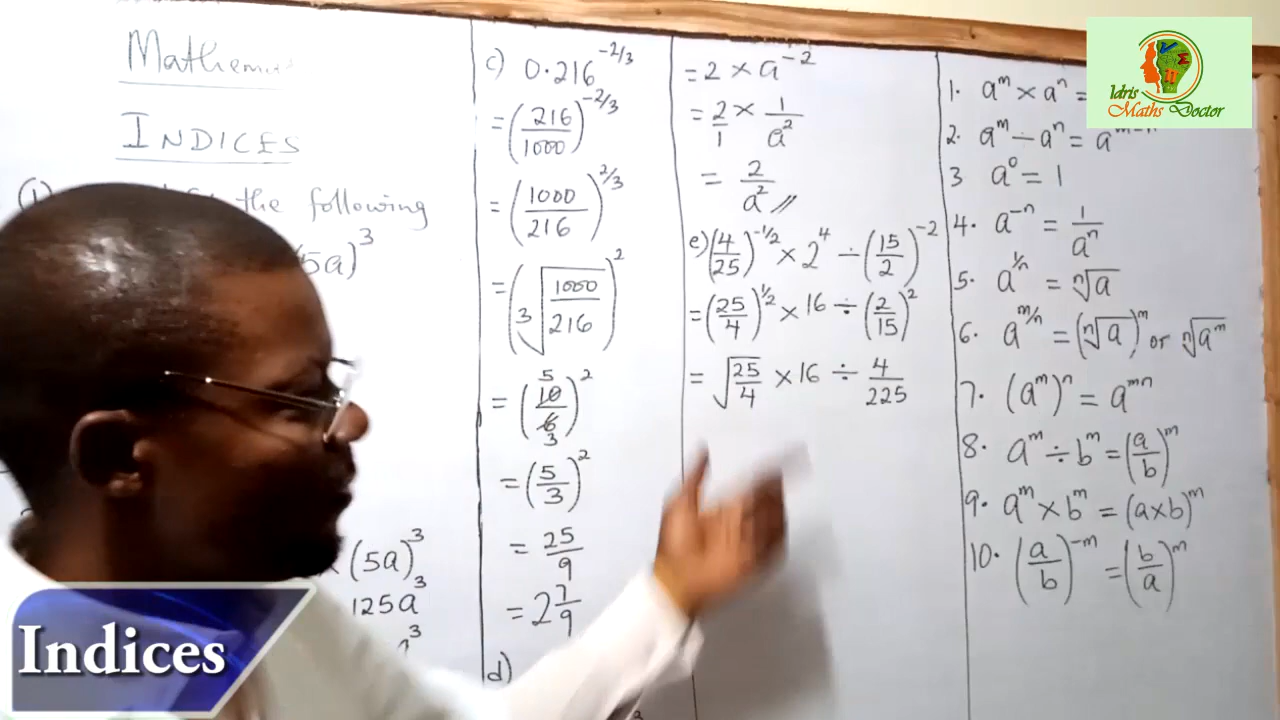 Mathem
INDICES
(1) the following
5a)³
(5a)³
125a³
c) 0.216^(-2/3)
= (216/1000)^(-2/3)
= (1000/216)^(2/3)
= (∛(1000/216))²
= (10/6)² 5 3
= (5/3)²
= 25/9
= 2 7/9
d)
= 2 × a^(-2)
= 2/1 × 1/a²
= 2/a² //
e) (4/25)^(-1/2) × 2⁴ ÷ (15/2)^(-2)
= (25/4)^(1/2) × 16 ÷ (2/15)²
= √(25/4) × 16 ÷ 4/225
1. a^m × a^n =
2. a^m ÷ a^n = a^(m-n)
3 a⁰ = 1
4. a^(-n) = 1/a^n
5. a^(1/n) = ⁿ√a
6. a^(m/n) = (ⁿ√a)^m or ⁿ√a^m
7. (a^m)^n = a^(mn)
8. a^m ÷ b^m = (a/b)^m
9. a^m × b^m = (a×b)^m
10. (a/b)^(-m) = (b/a)^m
Idris
Maths Doctor
Indices